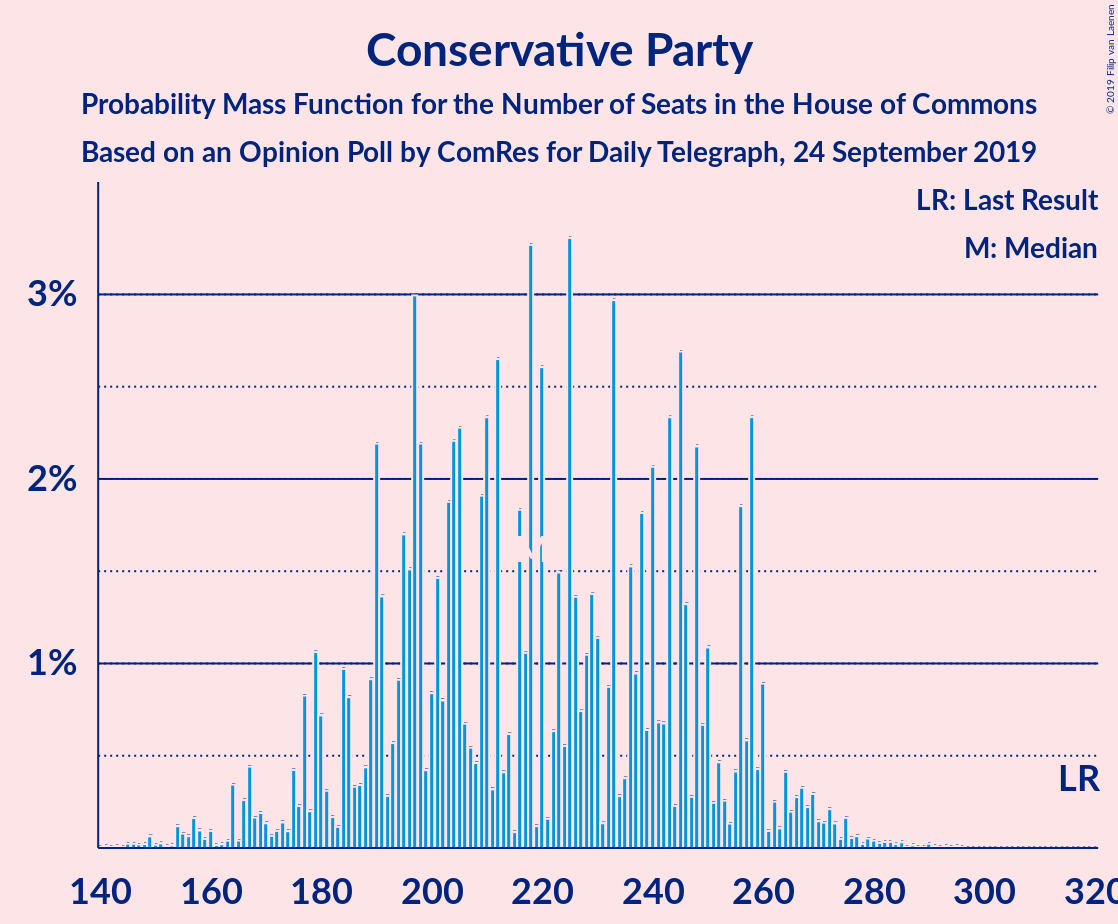 Conservative Party
Probability Mass Function for the Number of Seats in the House of Commons
Based on an Opinion Poll by ComRes for Daily Telegraph, 24 September 2019
© 2019 Filip van Laenen
LR: Last Result
M: Median
3%
2%
1%
LR
140 160 180 200 220 240 260 280 300 320